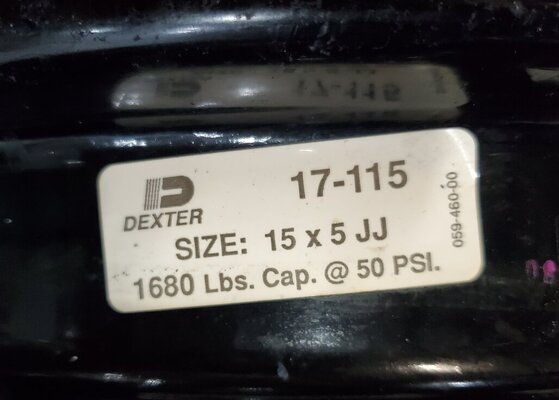 17-115
DEXTER
SIZE: 15 x 5 JJ
1680 Lbs. Cap. @ 50 PSI.
059-460-00